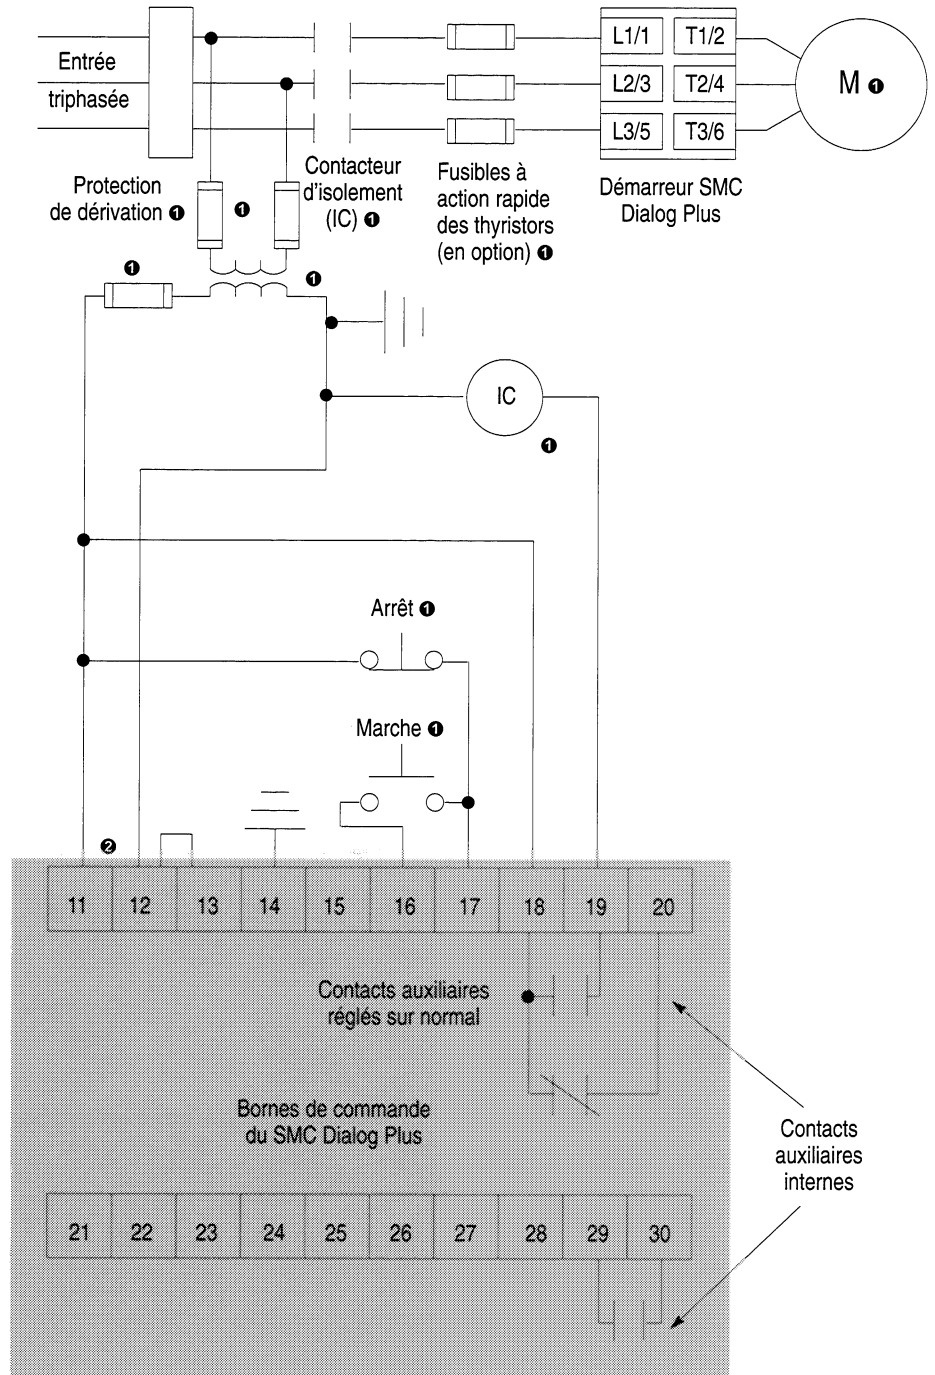 Entrée
triphasée
L1/1 T1/2
L2/3 T2/4
L3/5 T3/6
M ❶
Protection
de dérivation ❶
❶
Contacteur
d'isolement
(IC) ❶
Fusibles à
action rapide
des thyristors
(en option) ❶
Démarreur SMC
Dialog Plus
❶
❶
IC
❶
Arrêt ❶
Marche ❶
❷
11 12 13 14 15 16 17 18 19 20
Contacts auxiliaires
réglés sur normal
Bornes de commande
du SMC Dialog Plus
Contacts
auxiliaires
internes
21 22 23 24 25 26 27 28 29 30